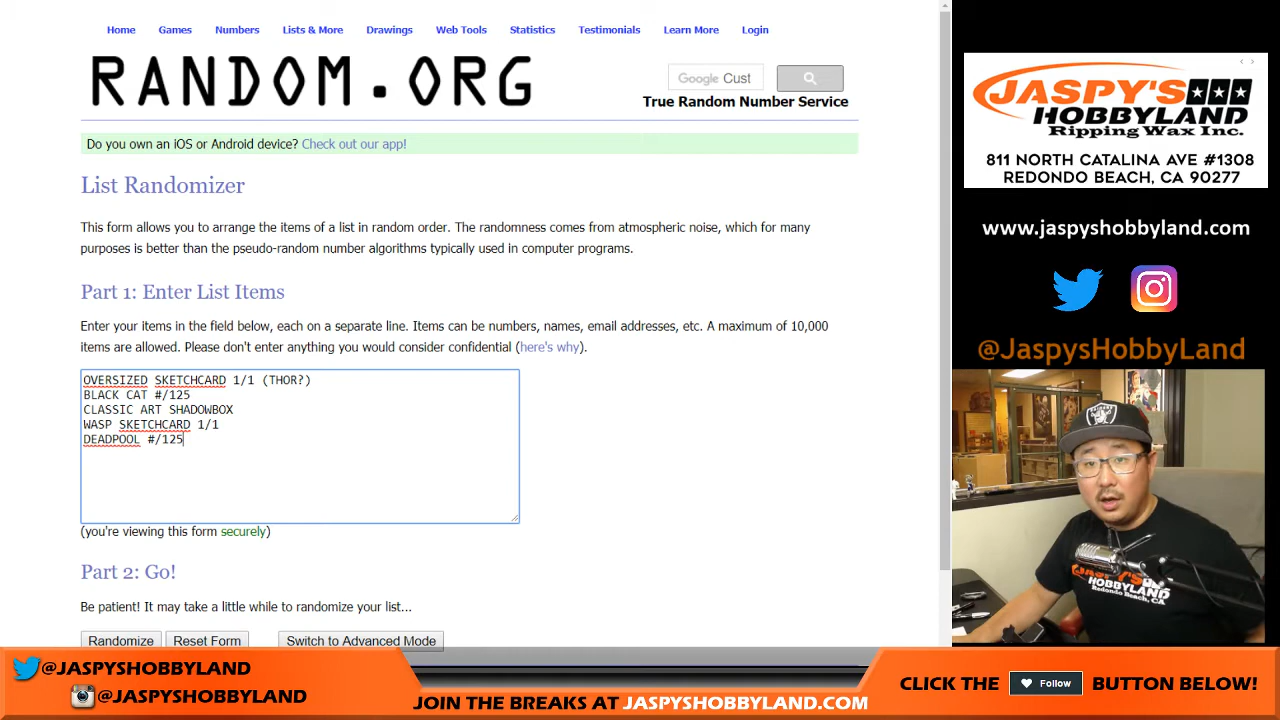 Home Games Numbers Lists & More Drawings Web Tools Statistics Testimonials Learn More Login
RANDOM.ORG
Google Cust
True Random Number Service
Do you own an iOS or Android device? Check out our app!
List Randomizer
This form allows you to arrange the items of a list in random order. The randomness comes from atmospheric noise, which for many
purposes is better than the pseudo-random number algorithms typically used in computer programs.
Part 1: Enter List Items
Enter your items in the field below, each on a separate line. Items can be numbers, names, email addresses, etc. A maximum of 10,000
items are allowed. Please don't enter anything you would consider confidential (here's why).
OVERSIZED SKETCHCARD 1/1 (THOR?)
BLACK CAT #/125
CLASSIC ART SHADOWBOX
WASP SKETCHCARD 1/1
DEADPOOL #/125
(you're viewing this form securely)
Part 2: Go!
Be patient! It may take a little while to randomize your list...
Randomize Reset Form Switch to Advanced Mode
JASPY'S
HOBBYLAND
Ripping Wax Inc.
811 NORTH CATALINA AVE #1308
REDONDO BEACH, CA 90277
www.jaspyshobbyland.com
@JaspysHobbyLand
JASPY'S
HOBBYLAND
Redondo Beach, CA
@JASPYSHOBBYLAND
@JASPYSHOBBYLAND
JOIN THE BREAKS AT JASPYSHOBBYLAND.COM
CLICK THE Follow BUTTON BELOW!